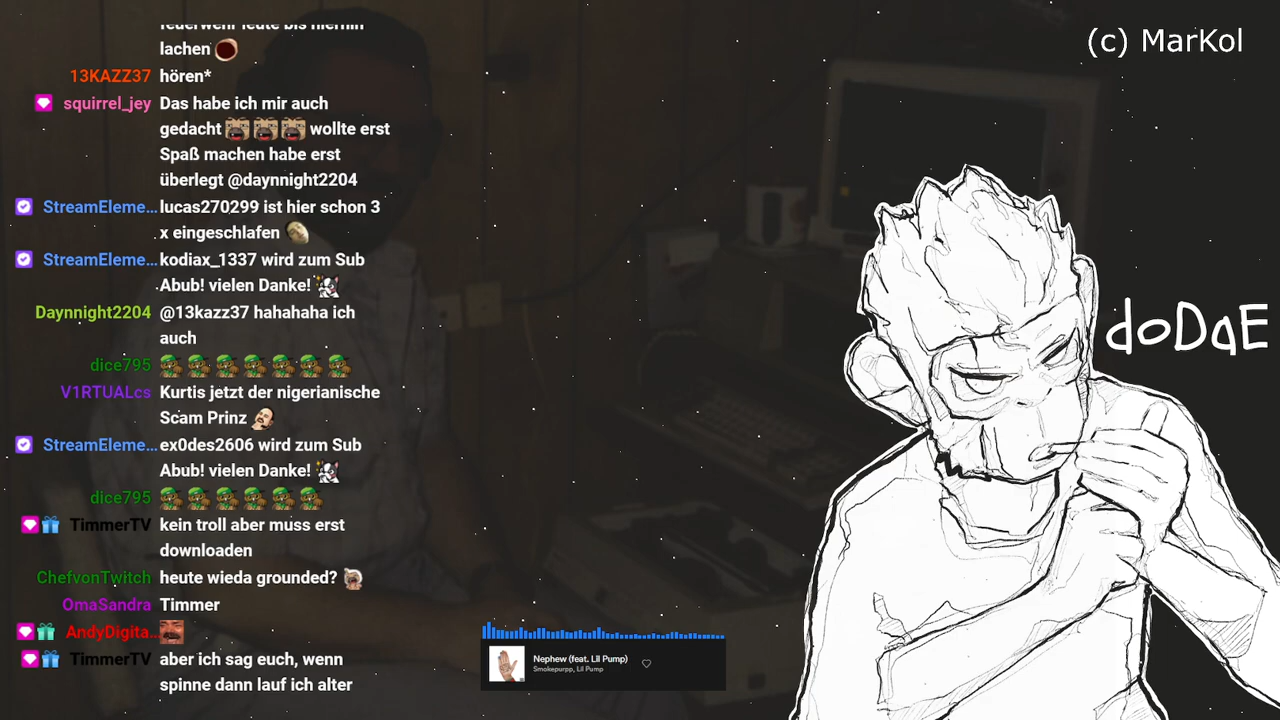 feuerwehr leute bis hierhin
lachen
13KAZZ37 hören*
squirrel_jey Das habe ich mir auch
gedacht wollte erst
Spaß machen habe erst
überlegt @daynnight2204
StreamEleme... lucas270299 ist hier schon 3
x eingeschlafen
StreamEleme... kodiax_1337 wird zum Sub
Abub! vielen Danke!
Daynnight2204 @13kazz37 hahahaha ich
auch
dice795
V1RTUALcs Kurtis jetzt der nigerianische
Scam Prinz
StreamEleme... ex0des2606 wird zum Sub
Abub! vielen Danke!
dice795
TimmerTV kein troll aber muss erst
downloaden
ChefvonTwitch heute wieda grounded?
OmaSandra Timmer
AndyDigita...
TimmerTV aber ich sag euch, wenn
spinne dann lauf ich alter
Nephew (feat. Lil Pump)
Smokepurpp, Lil Pump
(c) MarKol
doDaE